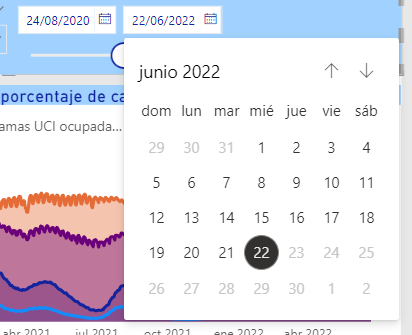 24/08/2020 22/06/2022
junio 2022
dom lun mar mié jue vie sáb
29 30 31 1 2 3 4
5 6 7 8 9 10 11
12 13 14 15 16 17 18
19 20 21 22 23 24 25
26 27 28 29 30 1 2
porcentaje de ca
amas UCI ocupada...
abr 2021 jul 2021 oct 2021 abr 2022